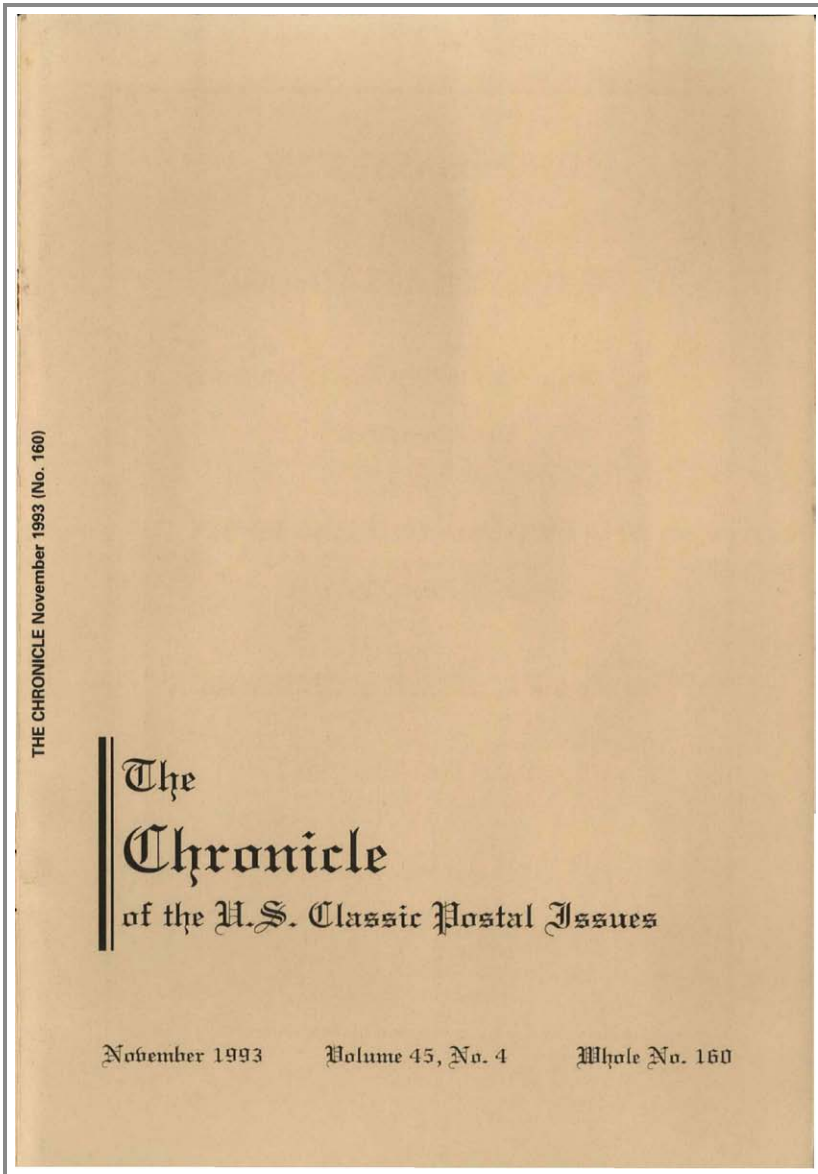 THE CHRONICLE November 1993 (No. 160)
The
Chronicle
of the U.S. Classic Postal Issues
November 1993 Volume 45, No. 4 Whole No. 160